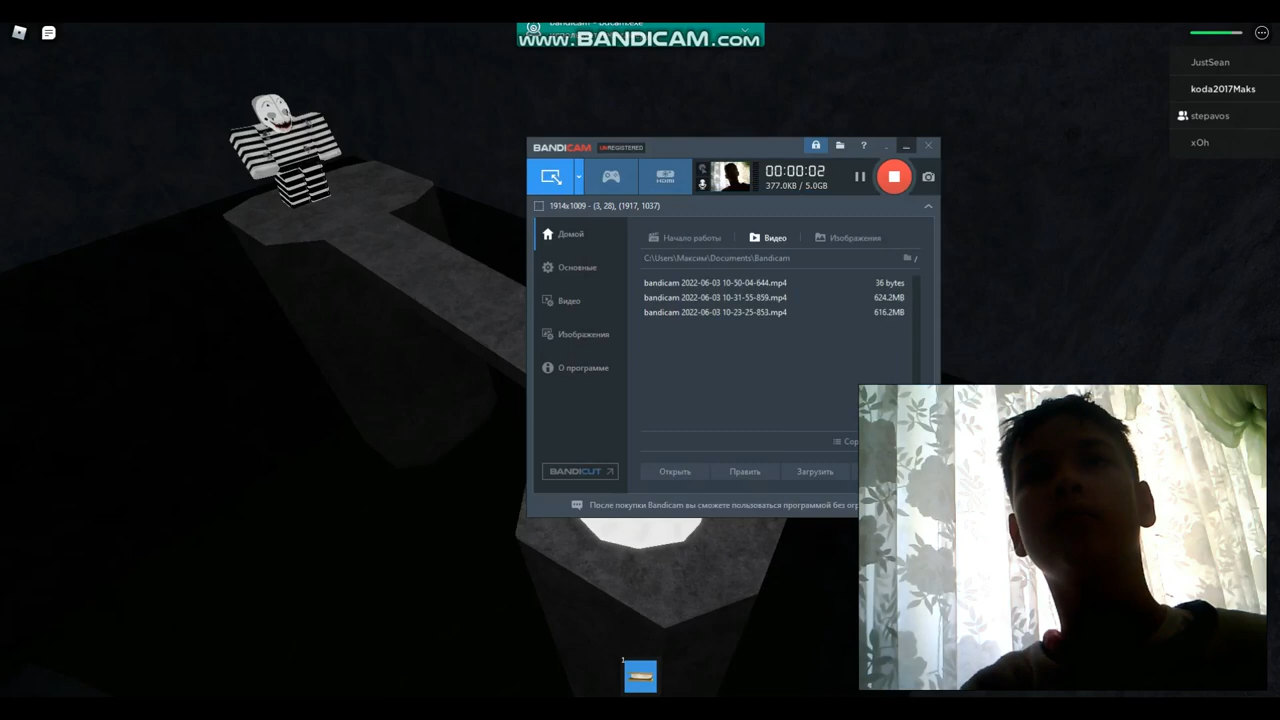 www.BANDICAM.com
JustSean
koda2017Maks
stepavos
xOh
BANDICAM UNREGISTERED
HDMI
00:00:02
377.0KB / 5.0GB
1914x1009 - (3, 28), (1917, 1037)
Домой
Основные
Видео
Изображения
О программе
BANDICUT
Начало работы
Видео
Изображения
C:\Users\Максим\Documents\Bandicam
bandicam 2022-06-03 10-50-04-644.mp4 36 bytes
bandicam 2022-06-03 10-31-55-859.mp4 624.2MB
bandicam 2022-06-03 10-23-25-853.mp4 616.2MB
Открыть
Править
Загрузить
После покупки Bandicam вы сможете пользоваться программой без огр
1